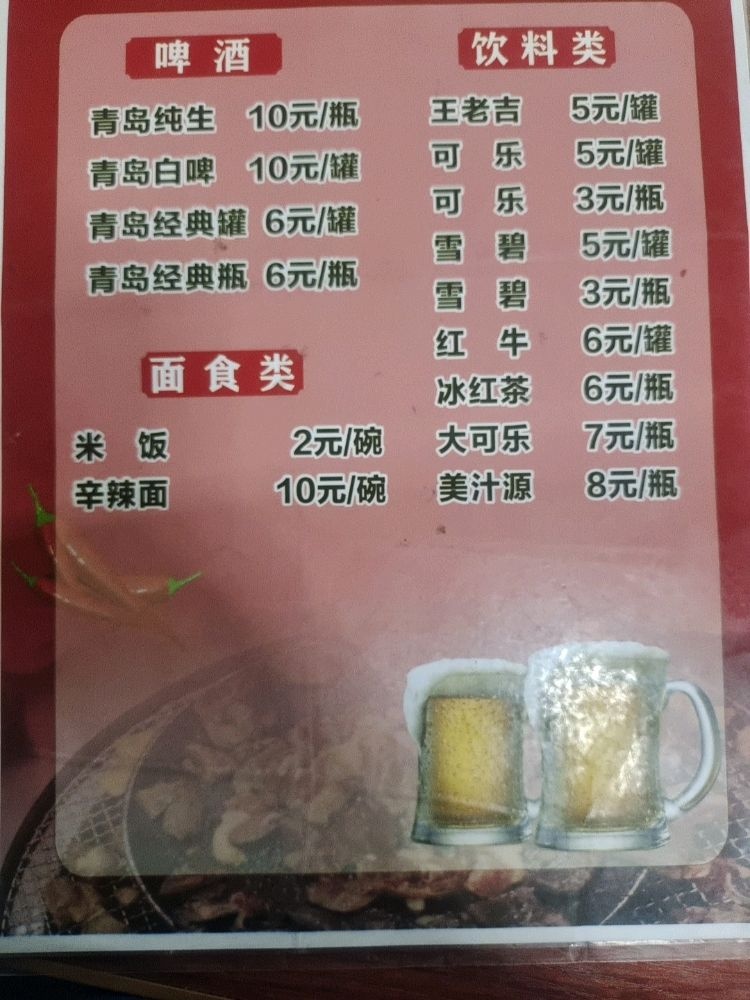 啤酒
青岛纯生 10元/瓶
青岛白啤 10元/罐
青岛经典罐 6元/罐
青岛经典瓶 6元/瓶
面食类
米 饭 2元/碗
辛辣面 10元/碗
饮料类
王老吉 5元/罐
可 乐 5元/罐
可 乐 3元/瓶
雪 碧 5元/罐
雪 碧 3元/瓶
红 牛 6元/罐
冰红茶 6元/瓶
大可乐 7元/瓶
美汁源 8元/瓶